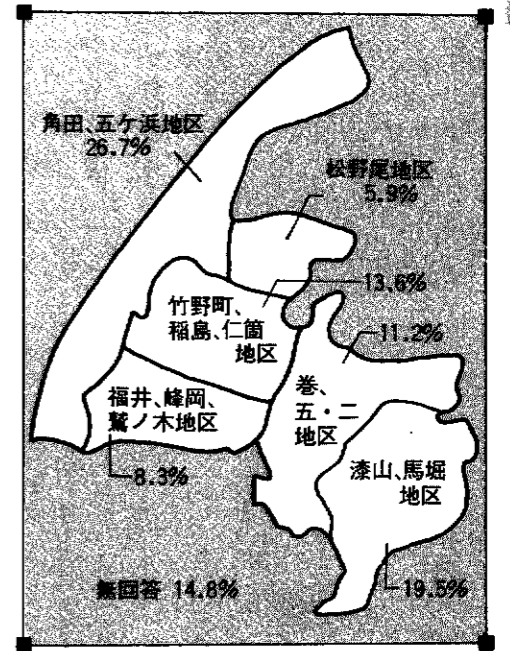 角田、五ケ浜地区
26.7%
松野尾地区
5.9%
13.6%
竹野町、
稲島、仁箇
地区
11.2%
巻、
五・二
地区
福井、峰岡、
鷲ノ木地区
8.3%
漆山、馬堀
地区
無回答 14.8%
19.5%